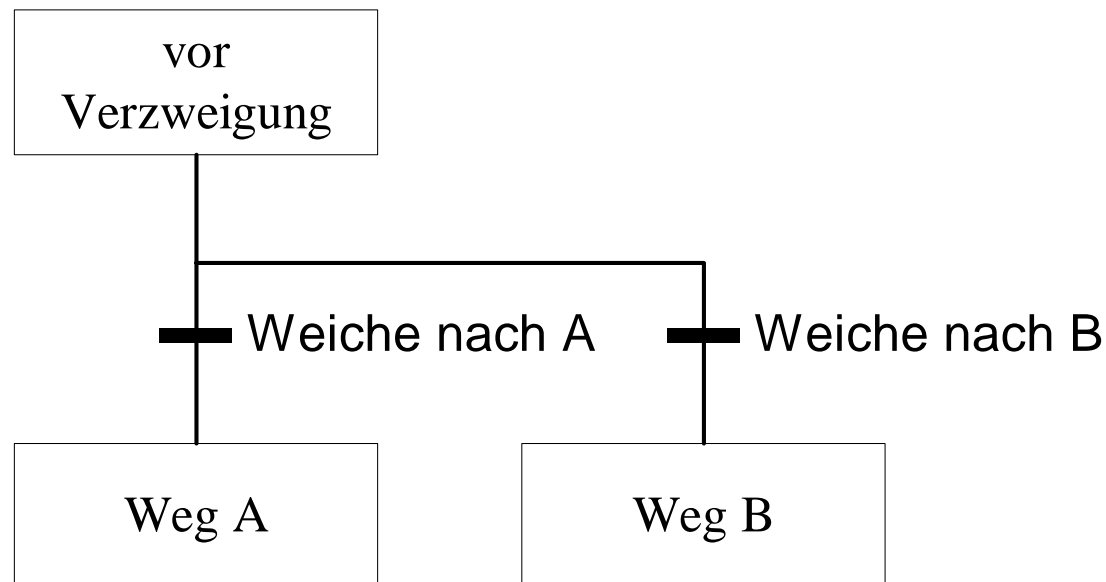 vor
Verzweigung
Weiche nach A
Weiche nach B
Weg A
Weg B